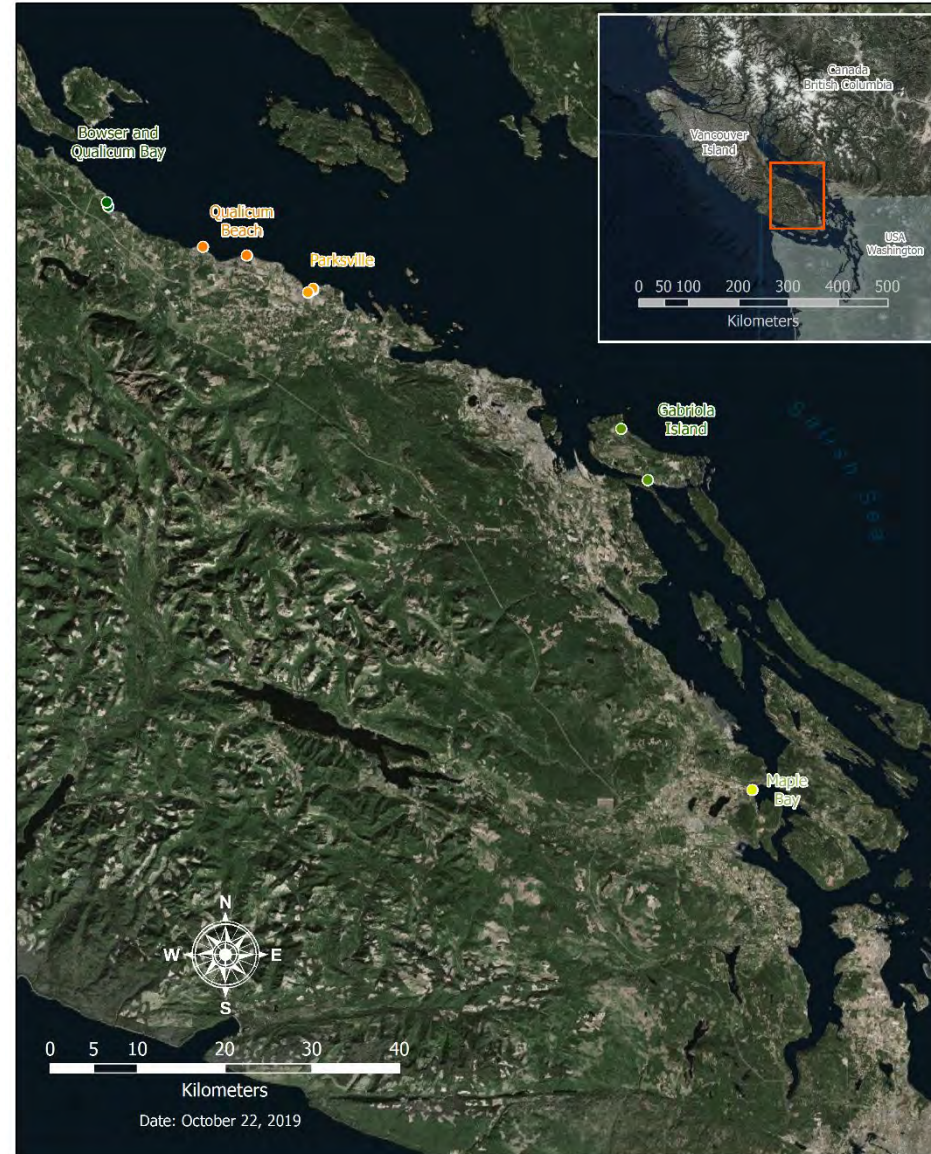 Bowser and
Qualicum Bay
Qualicum
Beach
Parksville
Gabriola
Island
Salish Sea
Maple
Bay
Canada
British Columbia
Vancouver
Island
USA
Washington
0 50 100 200 300 400 500
Kilometers
N
W E
S
0 5 10 20 30 40
Kilometers
Date: October 22, 2019